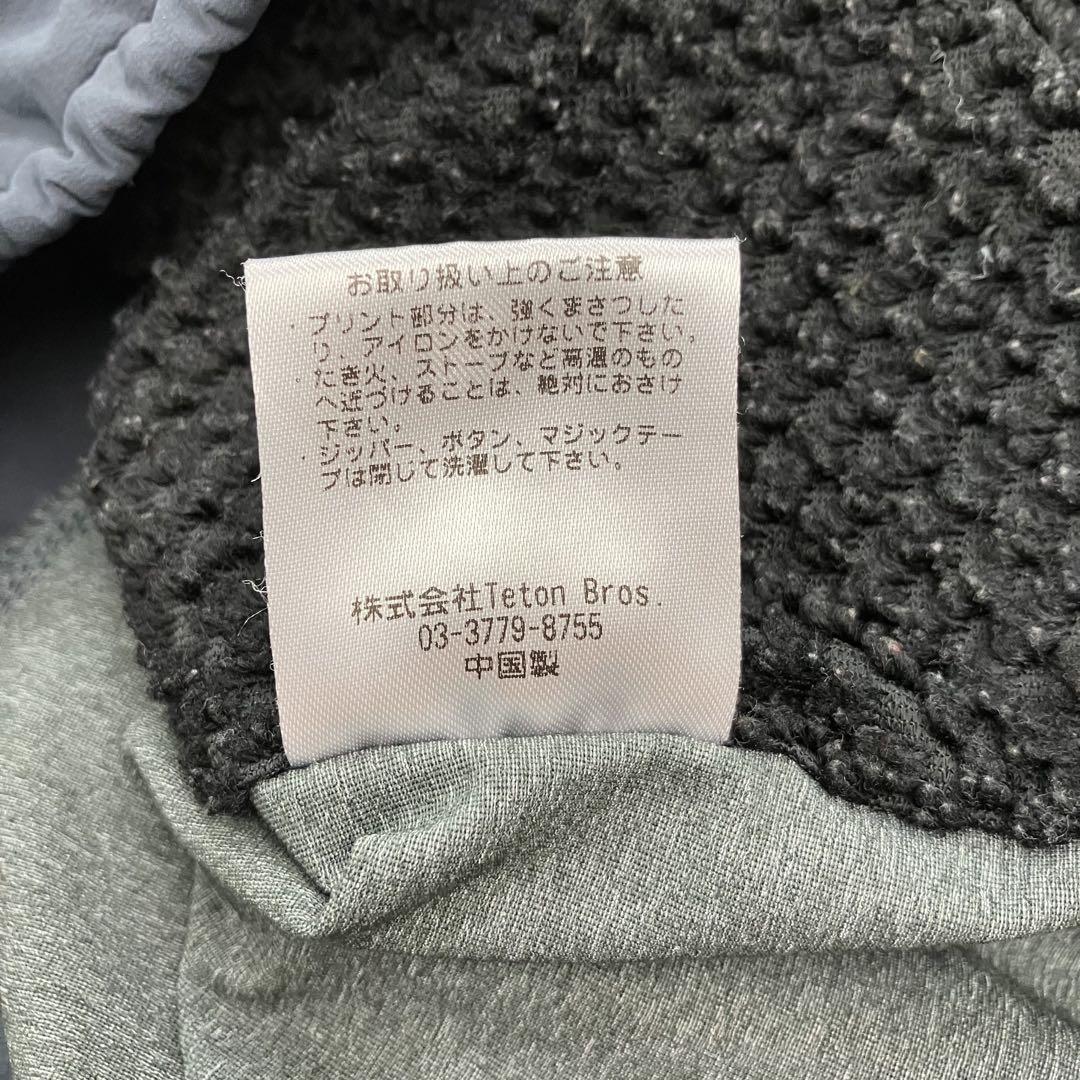 お取り扱い上のご注意
・プリント部分は、強くまさつした
り、アイロンをかけないで下さい。
・たき火、ストーブなど高温のもの
へ近づけることは、絶対におさけ
下さい。
・ジッパー、ボタン、マジックテー
プは閉じて洗濯して下さい。
株式会社Teton Bros.
03-3779-8755
中国製